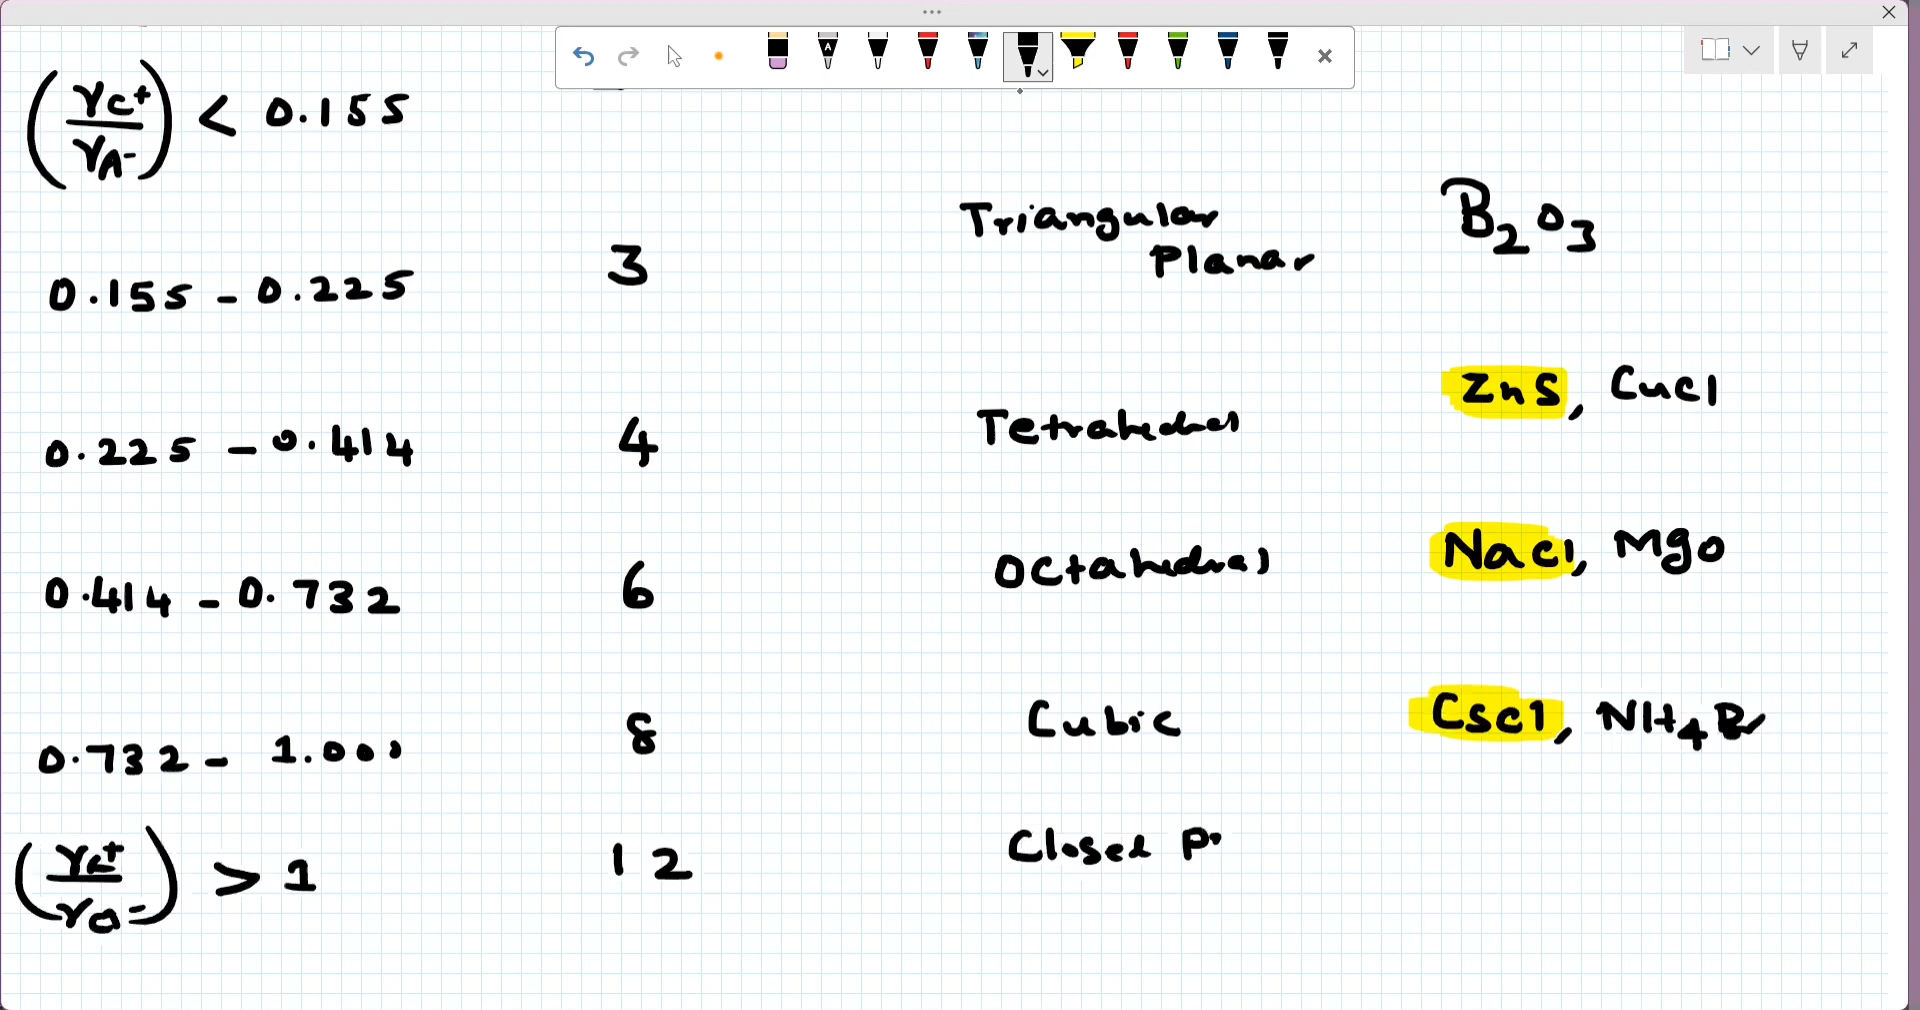 (rC+/rA-) < 0.155
Triangular
Planar
B2O3
0.155 - 0.225
3
0.225 - 0.414
4
Tetrahedral
ZnS, CuCl
0.414 - 0.732
6
Octahedral
NaCl, MgO
0.732 - 1.000
8
Cubic
CsCl, NH4Br
(rC+/ra-) > 1
12
Closed P